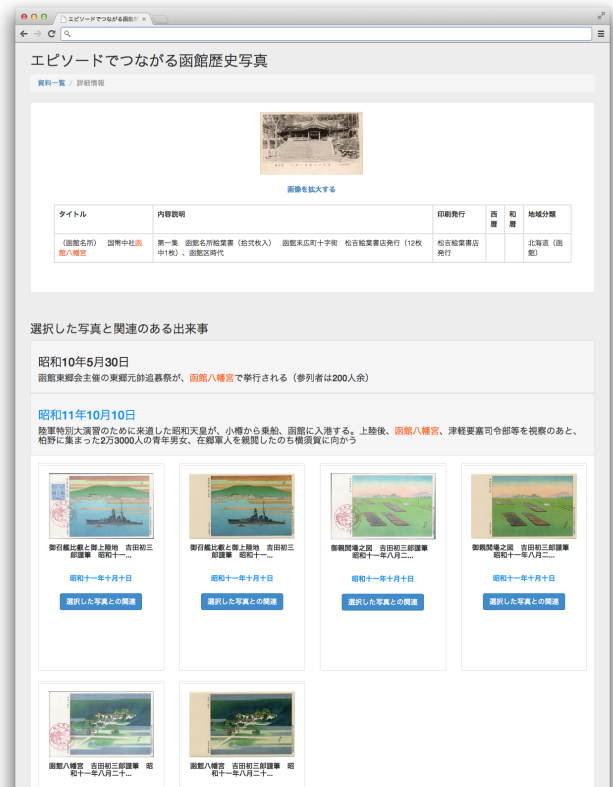 エピソードでつながる函館歴
エピソードでつながる函館歴史写真
資料一覧 / 詳細情報
画像を拡大する
タイトル 内容説明 印刷発行 西暦 和暦 地域分類
（函館名所） 国幣中社函館八幡宮 第一集 函館名所絵葉書（拾弐枚入） 函館末広町十字街 松吉絵葉書店発行（12枚中1枚）、函館区時代 松吉絵葉書店発行 北海道（函館）
選択した写真と関連のある出来事
昭和10年5月30日
函館東郷会主催の東郷元帥追慕祭が、函館八幡宮で挙行される（参列者は200人余）
昭和11年10月10日
陸軍特別大演習のために来道した昭和天皇が、小樽から乗船、函館に入港する。上陸後、函館八幡宮、津軽要塞司令部等を視察のあと、
柏野に集まった2万3000人の青年男女、在郷軍人を親閲したのち横須賀に向かう
御召艦比叡と御上陸地 吉田初三郎謹筆 昭和十一...
昭和十一年十月十日
選択した写真との関連
御召艦比叡と御上陸地 吉田初三郎謹筆 昭和十一...
昭和十一年十月十日
選択した写真との関連
御親閲場之図 吉田初三郎謹筆 昭和十一年八月二...
昭和十一年十月十日
選択した写真との関連
御親閲場之図 吉田初三郎謹筆 昭和十一年八月二...
昭和十一年十月十日
選択した写真との関連
函館八幡宮 吉田初三郎謹筆 昭和十一年八月二十...
函館八幡宮 吉田初三郎謹筆 昭和十一年八月二十...